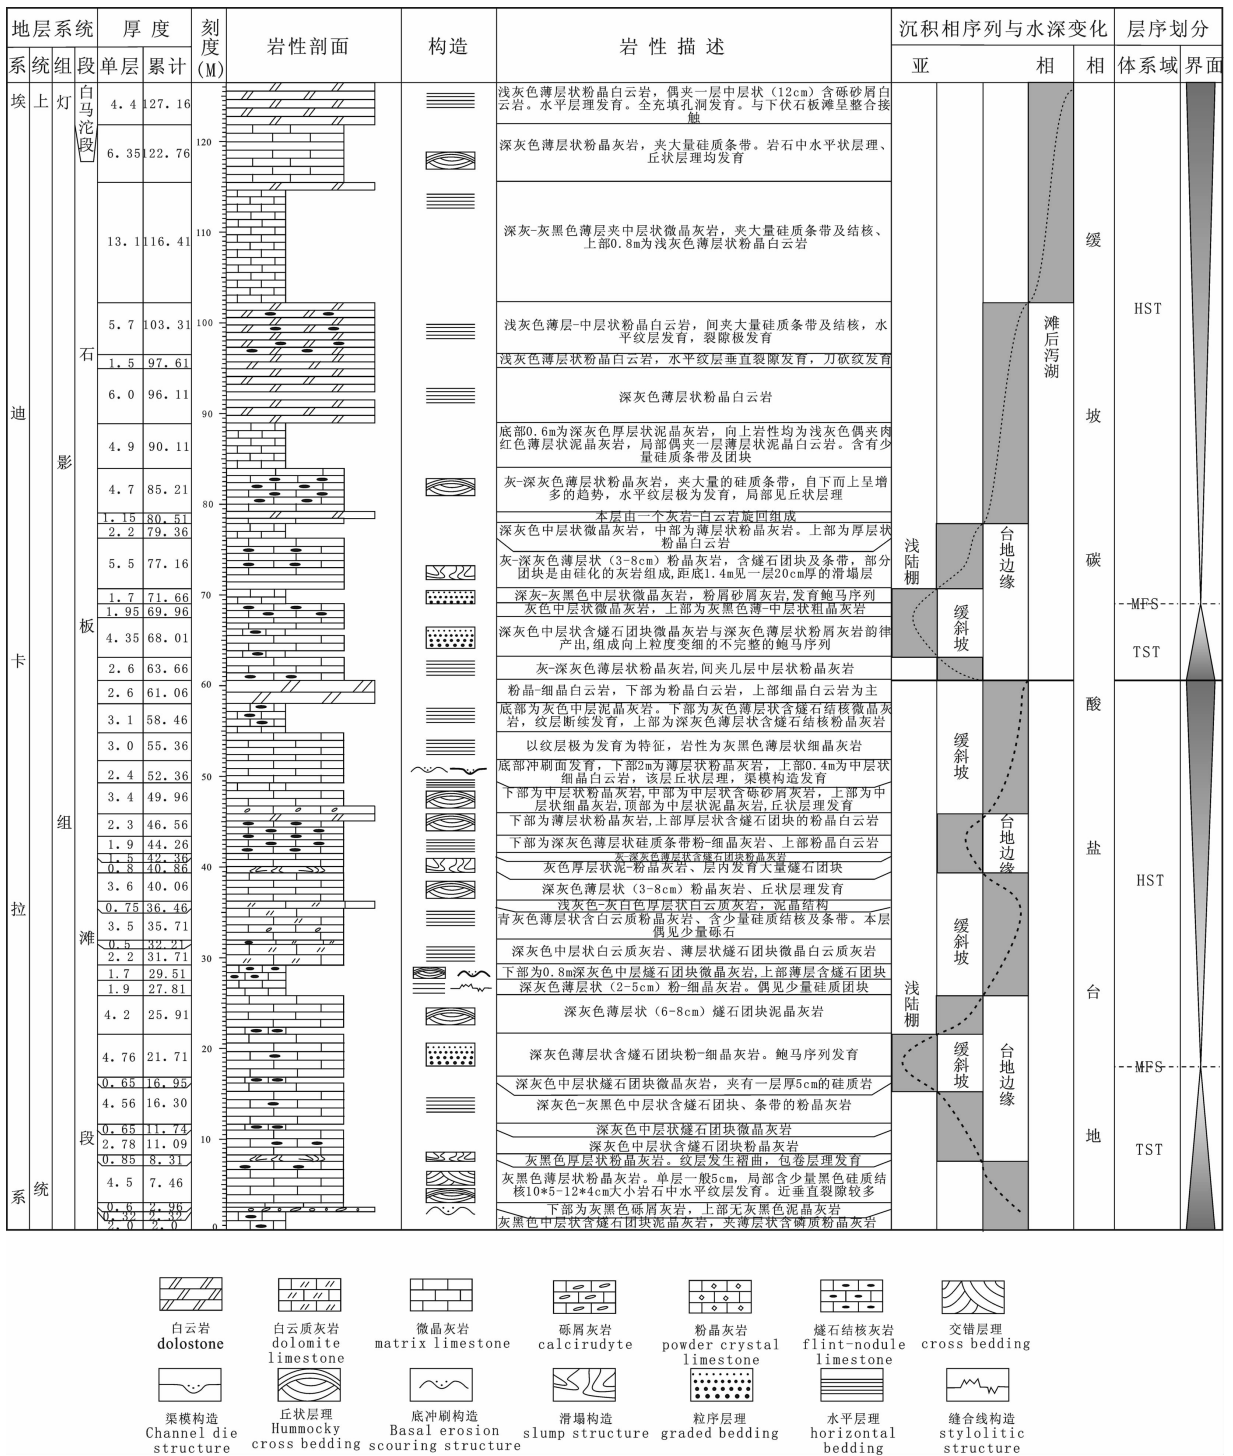 地层系统
厚 度
刻度(M)
岩性剖面
构造
岩 性 描 述
沉积相序列与水深变化
层序划分
系
统
组
段
单层
累计
亚 相
相
体系域
界面
埃迪卡拉系
上统
灯影组
白马沱段
石板滩段
4.4 127.16
浅灰色薄层状粉晶白云岩，偶夹一层中层状（12cm）含砾砂屑白
云岩。水平层理发育。全充填孔洞发育。与下伏石板滩呈整合接
触
6.35 122.76
深灰色薄层状粉晶灰岩，夹大量硅质条带。岩石中水平状层理、
丘状层理均发育
13.1 116.41
深灰-灰黑色薄层夹中层状微晶灰岩，夹大量硅质条带及结核、
上部0.8m为浅灰色薄层状粉晶白云岩
5.7 103.31
浅灰色薄层-中层状粉晶白云岩，间夹大量硅质条带及结核，水
平纹层发育，裂隙极发育
1.5 97.61
浅灰色薄层状粉晶白云岩，水平纹层垂直裂隙发育，刀砍纹发育
6.0 96.11
深灰色薄层状粉晶白云岩
4.9 90.11
底部0.6m为深灰色厚层状泥晶灰岩，向上岩性均为浅灰色偶夹肉
红色薄层状泥晶灰岩，局部偶夹一层薄层状泥晶白云岩。含有少
量硅质条带及团块
4.7 85.21
灰-深灰色薄层状粉晶灰岩，夹大量的硅质条带，自下而上呈增
多的趋势，水平纹层极为发育，局部见丘状层理
1.15 80.51
本层由一个灰岩-白云岩旋回组成
2.2 79.36
深灰色中层状微晶灰岩，中部为薄层状粉晶灰岩。上部为厚层状
粉晶白云岩
5.5 77.16
灰-深灰色薄层状（3-8cm）粉晶灰岩，含燧石团块及条带，部分
团块是由硅化的灰岩组成,距底1.4m见一层20cm厚的滑塌层
1.7 71.66
深灰-灰黑色中层状微晶灰岩，粉屑砂屑灰岩,发育鲍马序列
1.95 69.96
灰色中层状微晶灰岩，上部为灰黑色薄-中层状粗晶灰岩
4.35 68.01
深灰色中层状含燧石团块微晶灰岩与深灰色薄层状粉屑灰岩韵律
产出,组成向上粒度变细的不完整的鲍马序列
2.6 63.66
灰-深灰色薄层状粉晶灰岩,间夹几层中层状粉晶灰岩
2.6 61.06
粉晶-细晶白云岩，下部为粉晶白云岩，上部细晶白云岩为主
3.1 58.46
底部为灰色中层泥晶灰岩。下部为灰色薄层状含燧石结核微晶灰
岩，纹层断续发育，上部为深灰色薄层状含燧石结核粉晶灰岩
3.0 55.36
以纹层极为发育为特征，岩性为灰黑色薄层状细晶灰岩
2.4 52.36
底部冲刷面发育，下部2m为薄层状粉晶灰岩，上部0.4m为中层状
细晶白云岩，该层丘状层理，渠模构造发育
3.4 49.96
下部为中层状粉晶灰岩,中部为中层状含砾砂屑灰岩，上部为中
层状细晶灰岩,顶部为中层状泥晶灰岩,丘状层理发育
2.3 46.56
下部为薄层状粉晶灰岩,上部厚层状含燧石团块的粉晶白云岩
1.9 44.26
下部为深灰色薄层状硅质条带粉-细晶灰岩、上部粉晶白云岩
1.5 42.36
灰-深灰色薄层状含燧石团块粉晶灰岩
0.8 40.86
灰色厚层状泥-粉晶灰岩、层内发育大量燧石团块
3.6 40.06
深灰色薄层状（3-8cm）粉晶灰岩、丘状层理发育
0.75 36.46
浅灰色-灰白色厚层状白云质灰岩，泥晶结构
3.5 35.71
青灰色薄层状含白云质粉晶灰岩、含少量硅质结核及条带。本层
偶见少量砾石
0.5 32.21
2.2 31.71
深灰色中层状白云质灰岩、薄层状燧石团块微晶白云质灰岩
1.7 29.51
下部为0.8m深灰色中层燧石团块微晶灰岩,上部薄层含燧石团块
1.9 27.81
深灰色薄层状（2-5cm）粉-细晶灰岩。偶见少量硅质团块
4.2 25.91
深灰色薄层状（6-8cm）燧石团块泥晶灰岩
4.76 21.71
深灰色薄层状含燧石团块粉-细晶灰岩。鲍马序列发育
0.65 16.95
深灰色中层状燧石团块微晶灰岩，夹有一层厚5cm的硅质岩
4.56 16.30
深灰色-灰黑色中层状含燧石团块、条带的粉晶灰岩
0.65 11.74
深灰色中层状燧石团块微晶灰岩
2.78 11.09
深灰色中层状含燧石团块粉晶灰岩
0.85 8.31
灰黑色厚层状粉晶灰岩。纹层发生褶曲，包卷层理发育
4.5 7.46
灰黑色薄层状粉晶灰岩。单层一般5cm，局部含少量黑色硅质结
核10*5-12*4cm大小岩石中水平纹层发育。近垂直裂隙较多
0.6 2.96
下部为灰黑色砾屑灰岩，上部无灰黑色泥晶灰岩
2.0 2.0
灰黑色中层含燧石团块泥晶灰岩，夹薄层状含磷质粉晶灰岩
120
110
100
90
80
70
60
50
40
30
20
10
0
滩后泻湖
台地边缘
浅陆棚
缓斜坡
缓斜坡
台地边缘
缓斜坡
浅陆棚
缓斜坡
台地边缘
缓坡碳酸盐台地
HST
MFS
TST
HST
MFS
TST
白云岩
dolostone
白云质灰岩
dolomite
limestone
微晶灰岩
matrix limestone
砾屑灰岩
calcirudyte
粉晶灰岩
powder crystal
limestone
燧石结核灰岩
flint-nodule
limestone
交错层理
cross bedding
渠模构造
Channel die
structure
丘状层理
Hummocky
cross bedding
底冲刷构造
Basal erosion
scouring structure
滑塌构造
slump structure
粒序层理
graded bedding
水平层理
horizontal
bedding
缝合线构造
stylolitic
structure